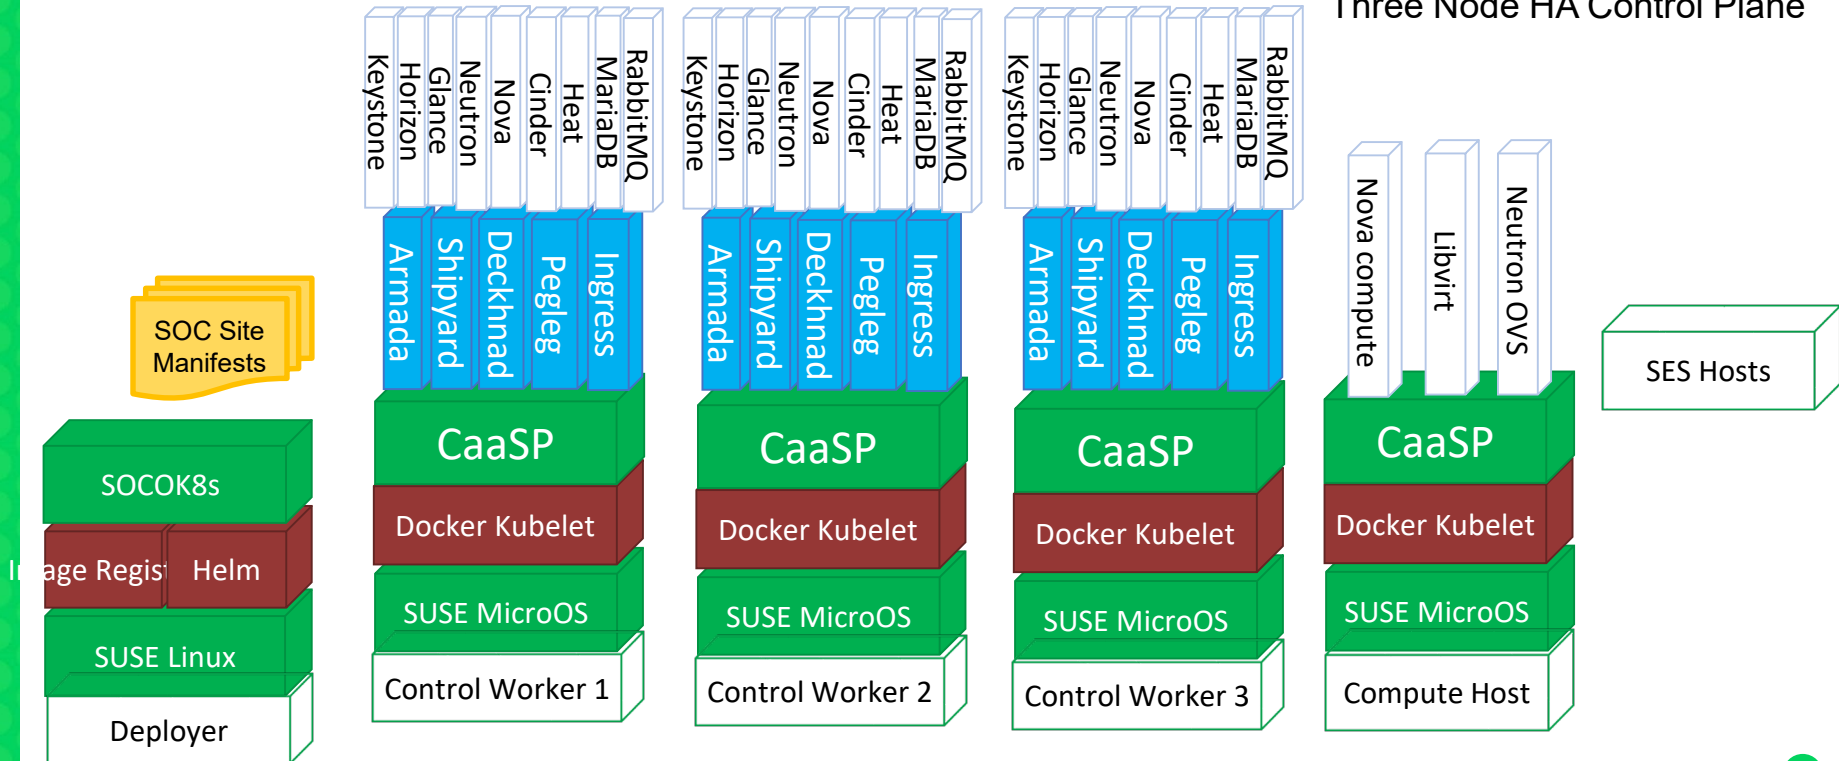 Three Node HA Control Plane
Keystone
Horizon
Glance
Neutron
Nova
Cinder
Heat
MariaDB
RabbitMQ
Keystone
Horizon
Glance
Neutron
Nova
Cinder
Heat
MariaDB
RabbitMQ
Keystone
Horizon
Glance
Neutron
Nova
Cinder
Heat
MariaDB
RabbitMQ
Armada
Shipyard
Deckhnad
Pegleg
Ingress
Armada
Shipyard
Deckhnad
Pegleg
Ingress
Armada
Shipyard
Deckhnad
Pegleg
Ingress
Nova compute
Libvirt
Neutron OVS
SOC Site
Manifests
SES Hosts
SOCOK8s
Image Regist
Helm
SUSE Linux
Deployer
CaaSP
Docker Kubelet
SUSE MicroOS
Control Worker 1
CaaSP
Docker Kubelet
SUSE MicroOS
Control Worker 2
CaaSP
Docker Kubelet
SUSE MicroOS
Control Worker 3
CaaSP
Docker Kubelet
SUSE MicroOS
Compute Host